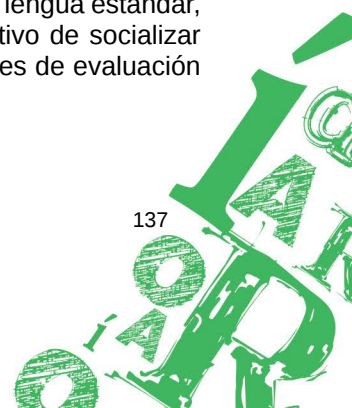 lengua estándar,
tivo de socializar
es de evaluación
137
Í
A
R
O
A
Í
R
O